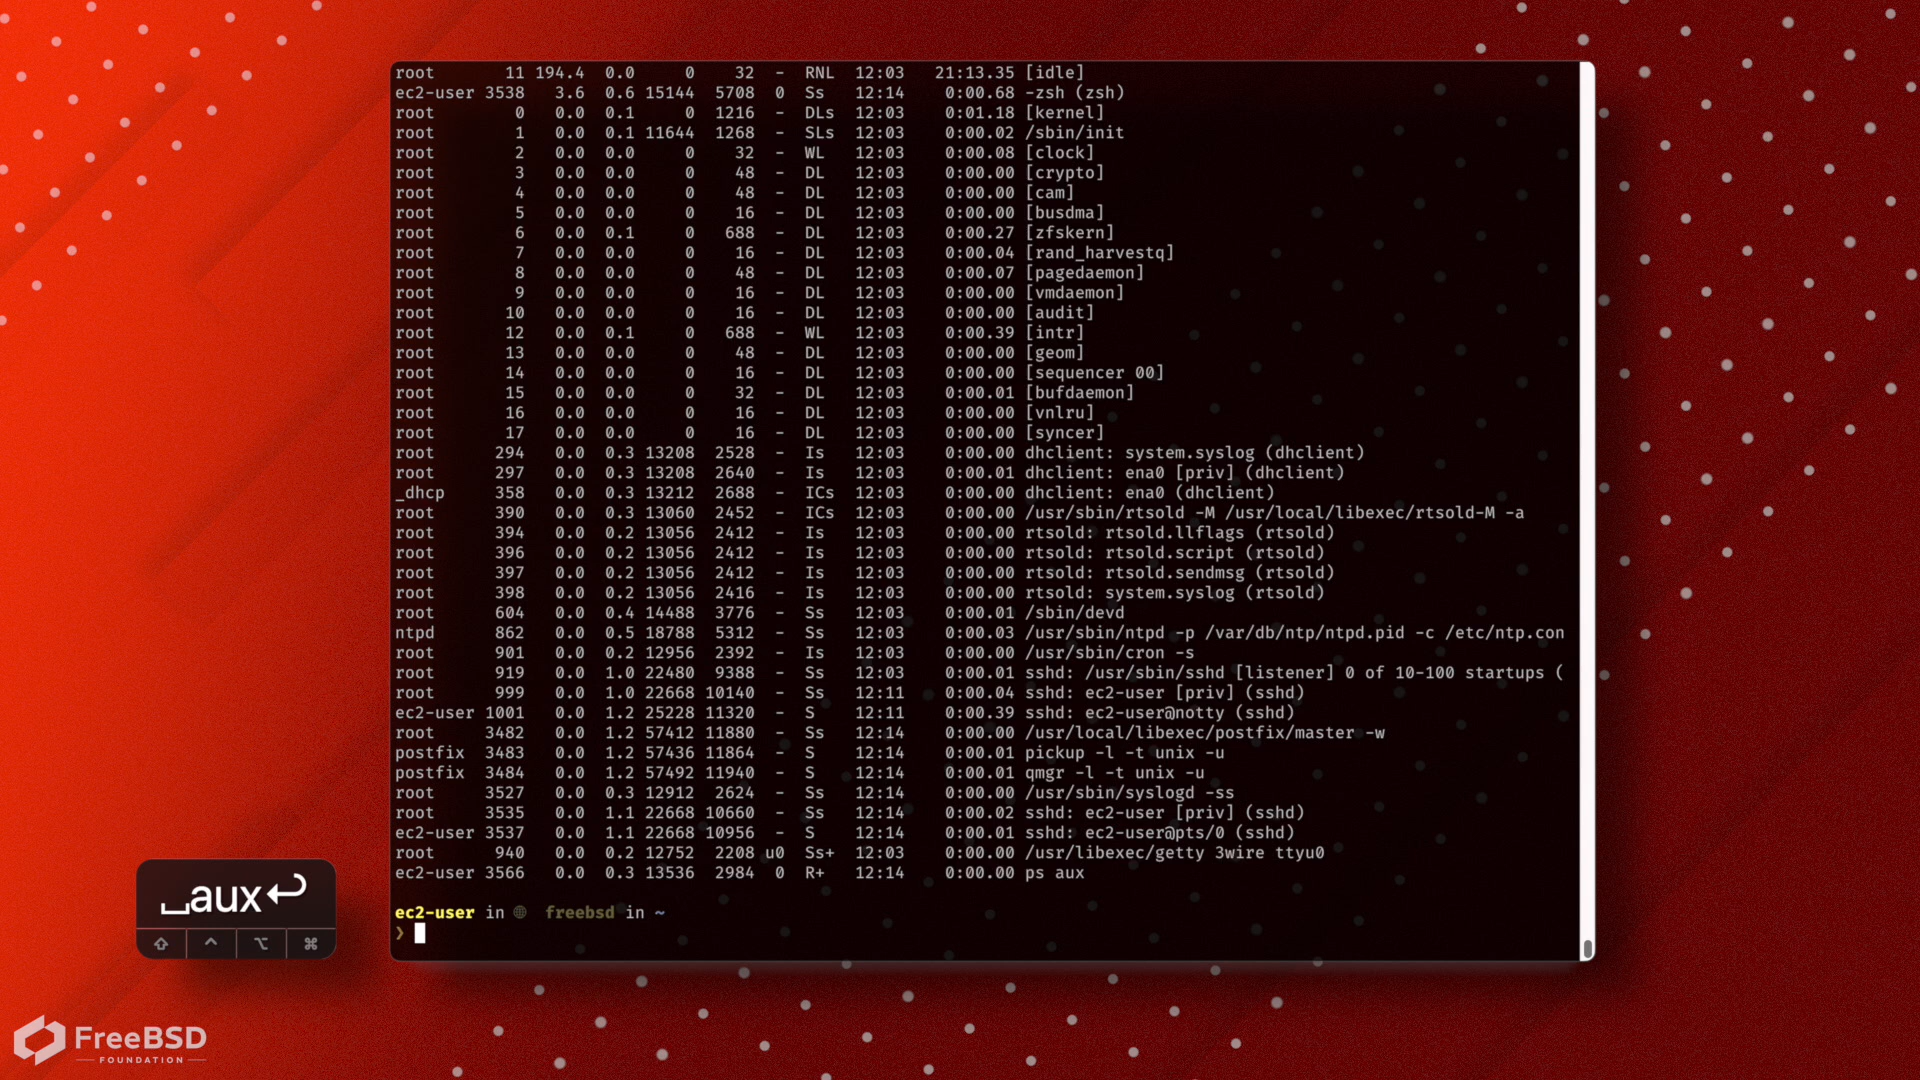 root 11 194.4 0.0 0 32 - RNL 12:03 21:13.35 [idle]
ec2-user 3538 3.6 0.6 15144 5708 0 Ss 12:14 0:00.68 -zsh (zsh)
root 0 0.0 0.1 0 1216 - DLs 12:03 0:01.18 [kernel]
root 1 0.0 0.1 11644 1268 - SLs 12:03 0:00.02 /sbin/init
root 2 0.0 0.0 0 32 - WL 12:03 0:00.08 [clock]
root 3 0.0 0.0 0 48 - DL 12:03 0:00.00 [crypto]
root 4 0.0 0.0 0 48 - DL 12:03 0:00.00 [cam]
root 5 0.0 0.0 0 16 - DL 12:03 0:00.00 [busdma]
root 6 0.0 0.1 0 688 - DL 12:03 0:00.27 [zfskern]
root 7 0.0 0.0 0 16 - DL 12:03 0:00.04 [rand_harvestq]
root 8 0.0 0.0 0 48 - DL 12:03 0:00.07 [pagedaemon]
root 9 0.0 0.0 0 16 - DL 12:03 0:00.00 [vmdaemon]
root 10 0.0 0.0 0 16 - DL 12:03 0:00.00 [audit]
root 12 0.0 0.1 0 688 - WL 12:03 0:00.39 [intr]
root 13 0.0 0.0 0 48 - DL 12:03 0:00.00 [geom]
root 14 0.0 0.0 0 16 - DL 12:03 0:00.00 [sequencer 00]
root 15 0.0 0.0 0 32 - DL 12:03 0:00.01 [bufdaemon]
root 16 0.0 0.0 0 16 - DL 12:03 0:00.00 [vnlru]
root 17 0.0 0.0 0 16 - DL 12:03 0:00.00 [syncer]
root 294 0.0 0.3 13208 2528 - Is 12:03 0:00.00 dhclient: system.syslog (dhclient)
root 297 0.0 0.3 13208 2640 - Is 12:03 0:00.01 dhclient: ena0 [priv] (dhclient)
_dhcp 358 0.0 0.3 13212 2688 - ICs 12:03 0:00.00 dhclient: ena0 (dhclient)
root 390 0.0 0.3 13060 2452 - ICs 12:03 0:00.00 /usr/sbin/rtsold -M /usr/local/libexec/rtsold-M -a
root 394 0.0 0.2 13056 2412 - Is 12:03 0:00.00 rtsold: rtsold.llflags (rtsold)
root 396 0.0 0.2 13056 2412 - Is 12:03 0:00.00 rtsold: rtsold.script (rtsold)
root 397 0.0 0.2 13056 2412 - Is 12:03 0:00.00 rtsold: rtsold.sendmsg (rtsold)
root 398 0.0 0.2 13056 2416 - Is 12:03 0:00.00 rtsold: system.syslog (rtsold)
root 604 0.0 0.4 14488 3776 - Ss 12:03 0:00.01 /sbin/devd
ntpd 862 0.0 0.5 18788 5312 - Ss 12:03 0:00.03 /usr/sbin/ntpd -p /var/db/ntp/ntpd.pid -c /etc/ntp.con
root 901 0.0 0.2 12956 2392 - Is 12:03 0:00.00 /usr/sbin/cron -s
root 919 0.0 1.0 22480 9388 - Ss 12:03 0:00.01 sshd: /usr/sbin/sshd [listener] 0 of 10-100 startups (
root 999 0.0 1.0 22668 10140 - Ss 12:11 0:00.04 sshd: ec2-user [priv] (sshd)
ec2-user 1001 0.0 1.2 25228 11320 - S 12:11 0:00.39 sshd: ec2-user@notty (sshd)
root 3482 0.0 1.2 57412 11880 - Ss 12:14 0:00.00 /usr/local/libexec/postfix/master -w
postfix 3483 0.0 1.2 57436 11864 - S 12:14 0:00.01 pickup -l -t unix -u
postfix 3484 0.0 1.2 57492 11940 - S 12:14 0:00.01 qmgr -l -t unix -u
root 3527 0.0 0.3 12912 2624 - Ss 12:14 0:00.00 /usr/sbin/syslogd -ss
root 3535 0.0 1.1 22668 10660 - Ss 12:14 0:00.02 sshd: ec2-user [priv] (sshd)
ec2-user 3537 0.0 1.1 22668 10956 - S 12:14 0:00.01 sshd: ec2-user@pts/0 (sshd)
root 940 0.0 0.2 12752 2208 u0 Ss+ 12:03 0:00.00 /usr/libexec/getty 3wire ttyu0
ec2-user 3566 0.0 0.3 13536 2984 0 R+ 12:14 0:00.00 ps aux
ec2-user in 🌐 freebsd in ~
❯
␣aux↩
⇧ ^ ⌥ ⌘
FreeBSD
FOUNDATION